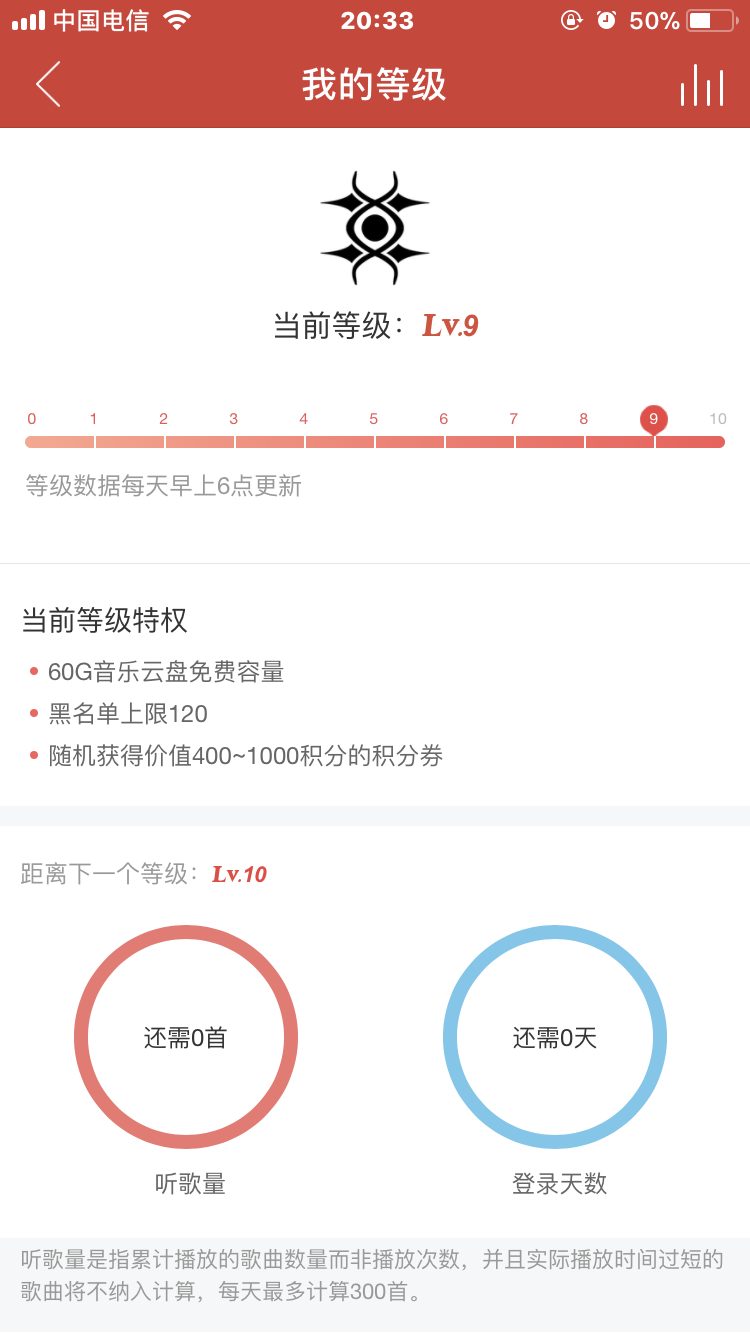 中国电信 20:33 50%
我的等级
当前等级：Lv.9
0 1 2 3 4 5 6 7 8 9 10
等级数据每天早上6点更新
当前等级特权
60G音乐云盘免费容量
黑名单上限120
随机获得价值400~1000积分的积分券
距离下一个等级：Lv.10
还需0首 还需0天
听歌量 登录天数
听歌量是指累计播放的歌曲数量而非播放次数，并且实际播放时间过短的
歌曲将不纳入计算，每天最多计算300首。